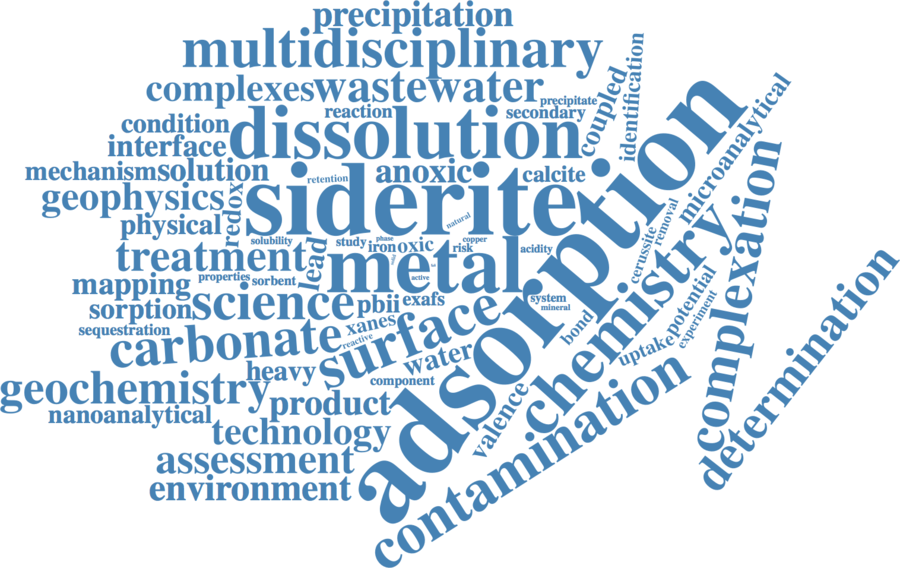 precipitation
multidisciplinary
complexes wastewater
precipitate
reaction
secondary
coupled
identification
condition
dissolution
interface
mechanism solution
retention
anoxic
calcite
microanalytical
geophysics
redox
siderite
natural
physical
adsorption
solubility
study
phase
iron
oxic
copper
risk
acidity
removal
cerussite
treatment
lead
metal
properties
sorbent
active
complexation
mapping
chemistry
potential
experiment
determination
sorption
science
pbii
exafs
system
mineral
sequestration
xanes
reactive
bond
carbonate
surface
water
uptake
heavy
component
geochemistry
nanoanalytical
product
valence
technology
contamination
assessment
environment